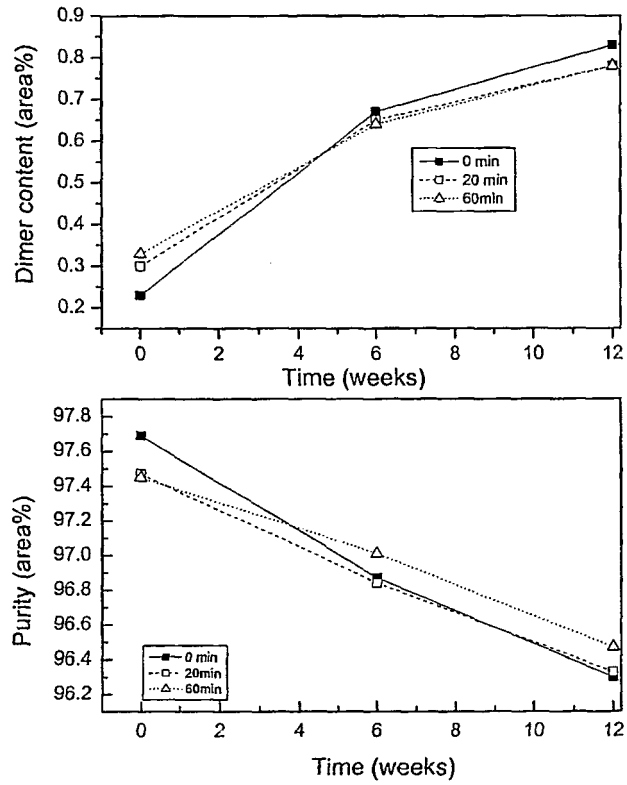 0.9
0.8
0.7
0.6
0.5
0.4
0.3
0.2
Dimer content (area%)
0 min
20 min
60min
0 2 4 6 8 10 12
Time (weeks)
97.8
97.6
97.4
97.2
97.0
96.8
96.6
96.4
96.2
Purity (area%)
0 min
20min
60min
0 2 4 6 8 10 12
Time (weeks)